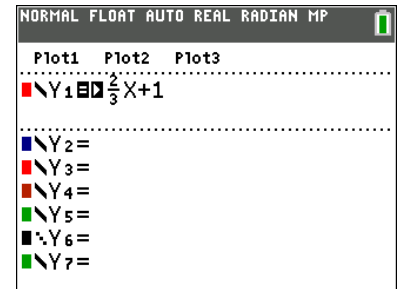 NORMAL FLOAT AUTO REAL RADIAN MP
Plot1 Plot2 Plot3
\Y₁=2/3X+1
\Y₂=
\Y₃=
\Y₄=
\Y₅=
\Y₆=
\Y₇=